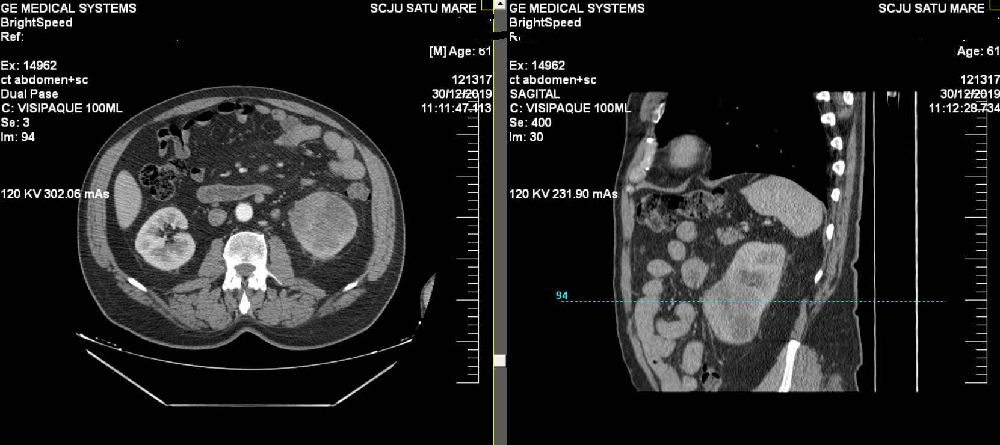 GE MEDICAL SYSTEMS
BrightSpeed
Ref:
Ex: 14962
ct abdomen+sc
Dual Pase
C: VISIPAQUE 100ML
Se: 3
Im: 94
120 KV 302.06 mAs
SCJU SATU MARE
[M] Age: 61
121317
30/12/2019
11:11:47.113
GE MEDICAL SYSTEMS
BrightSpeed
Ex: 14962
ct abdomen+sc
SAGITAL
C: VISIPAQUE 100ML
Se: 400
Im: 30
120 KV 231.90 mAs
94
SCJU SATU MARE
Age: 61
121317
30/12/2019
11:12:28.734